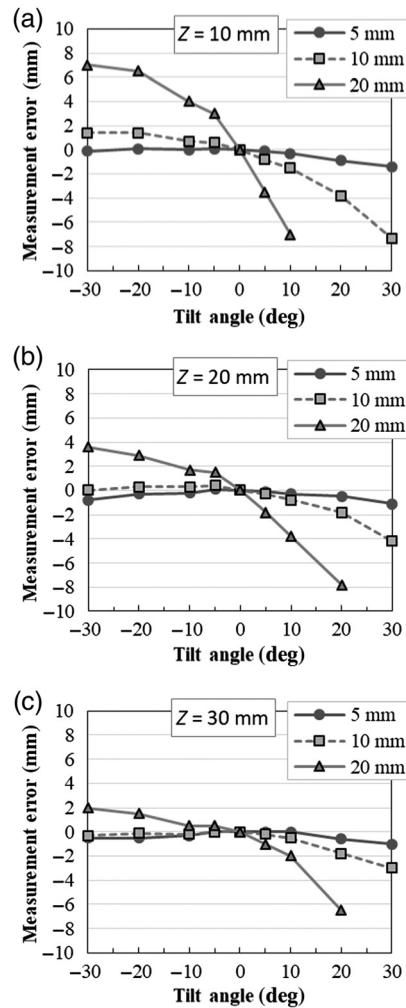 (a)
Z = 10 mm
5 mm
10 mm
20 mm
Measurement error (mm)
10
8
6
4
2
0
−2
−4
−6
−8
−10
−30 −20 −10 0 10 20 30
Tilt angle (deg)
(b)
Z = 20 mm
5 mm
10 mm
20 mm
Measurement error (mm)
10
8
6
4
2
0
−2
−4
−6
−8
−10
−30 −20 −10 0 10 20 30
Tilt angle (deg)
(c)
Z = 30 mm
5 mm
10 mm
20 mm
Measurement error (mm)
10
8
6
4
2
0
−2
−4
−6
−8
−10
−30 −20 −10 0 10 20 30
Tilt angle (deg)